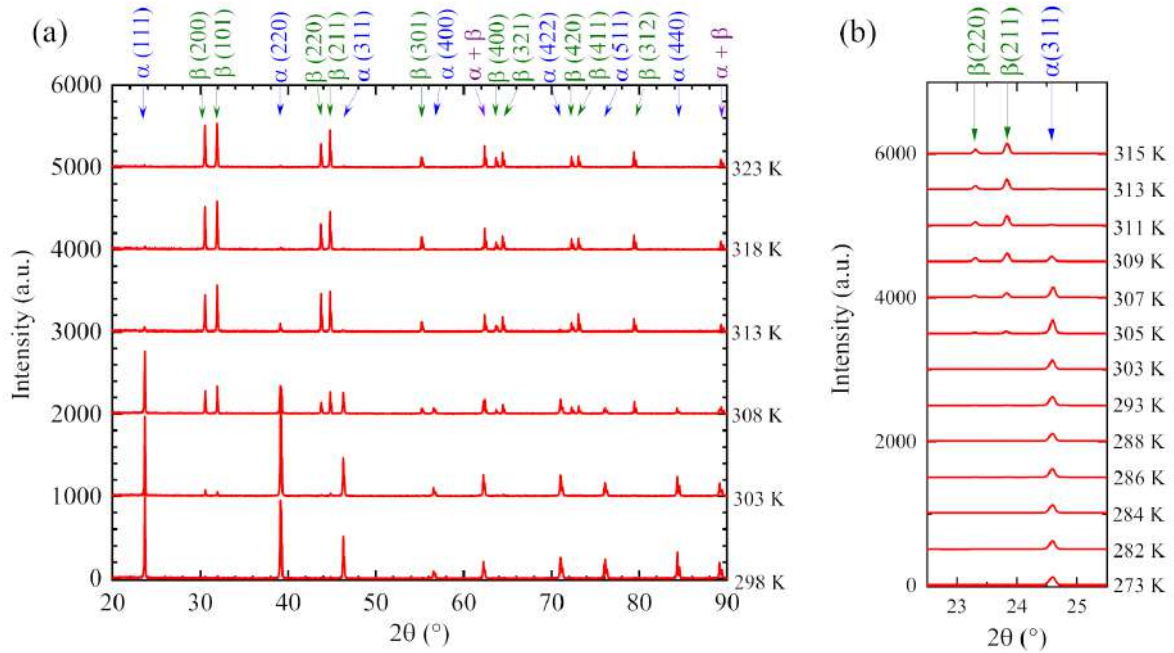 (a)
α (111)
β (200)
β (101)
α (220)
β (220)
β (211)
α (311)
β (301)
α (400)
α + β
β (400)
β (321)
α (422)
β (420)
β (411)
α (511)
β (312)
α (440)
α + β
6000
5000
4000
3000
2000
1000
0
Intensity (a.u.)
323 K
318 K
313 K
308 K
303 K
298 K
20 30 40 50 60 70 80 90
2θ (°)
(b)
β(220)
β(211)
α(311)
6000
4000
2000
0
Intensity (a.u.)
315 K
313 K
311 K
309 K
307 K
305 K
303 K
293 K
288 K
286 K
284 K
282 K
273 K
23 24 25
2θ (°)